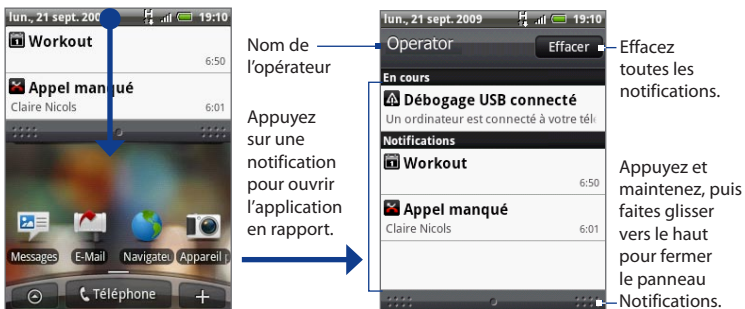 lun., 21 sept. 200 19:10
Workout
6:50
Appel manqué
Claire Nicols 6:01
Messages E-Mail Navigateu Appareil p
Téléphone
Nom de
l'opérateur
Appuyez
sur une
notification
pour ouvrir
l'application
en rapport.
lun., 21 sept. 2009 19:10
Operator Effacer
En cours
Débogage USB connecté
Un ordinateur est connecté à votre télé
Notifications
Workout
6:50
Appel manqué
Claire Nicols 6:01
Effacez
toutes les
notifications.
Appuyez et
maintenez, puis
faites glisser
vers le haut
pour fermer
le panneau
Notifications.